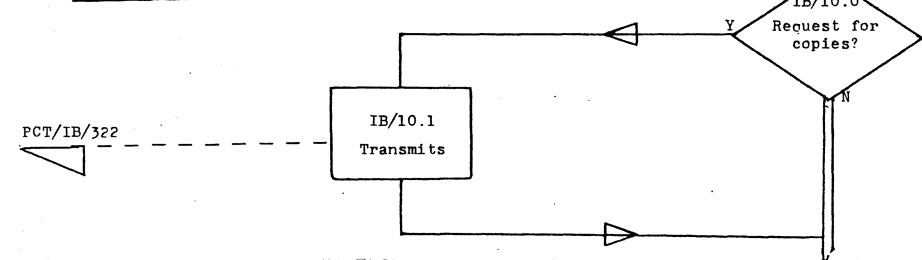 IB/10.0
Y
Request for
copies?
N
IB/10.1
PCT/IB/322
Transmits